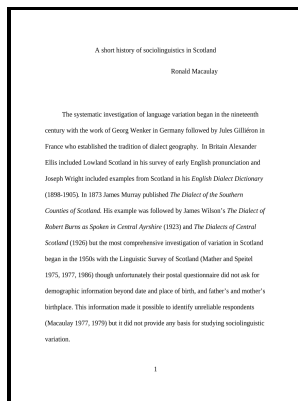 A short history of sociolinguistics in Scotland
Ronald Macaulay
The systematic investigation of language variation began in the nineteenth
century with the work of Georg Wenker in Germany followed by Jules Gilliéron in
France who established the tradition of dialect geography. In Britain Alexander
Ellis included Lowland Scotland in his survey of early English pronunciation and
Joseph Wright included examples from Scotland in his English Dialect Dictionary
(1898-1905). In 1873 James Murray published The Dialect of the Southern
Counties of Scotland. His example was followed by James Wilson's The Dialect of
Robert Burns as Spoken in Central Ayrshire (1923) and The Dialects of Central
Scotland (1926) but the most comprehensive investigation of variation in Scotland
began in the 1950s with the Linguistic Survey of Scotland (Mather and Speitel
1975, 1977, 1986) though unfortunately their postal questionnaire did not ask for
demographic information beyond date and place of birth, and father's and mother's
birthplace. This information made it possible to identify unreliable respondents
(Macaulay 1977, 1979) but it did not provide any basis for studying sociolinguistic
variation.
1